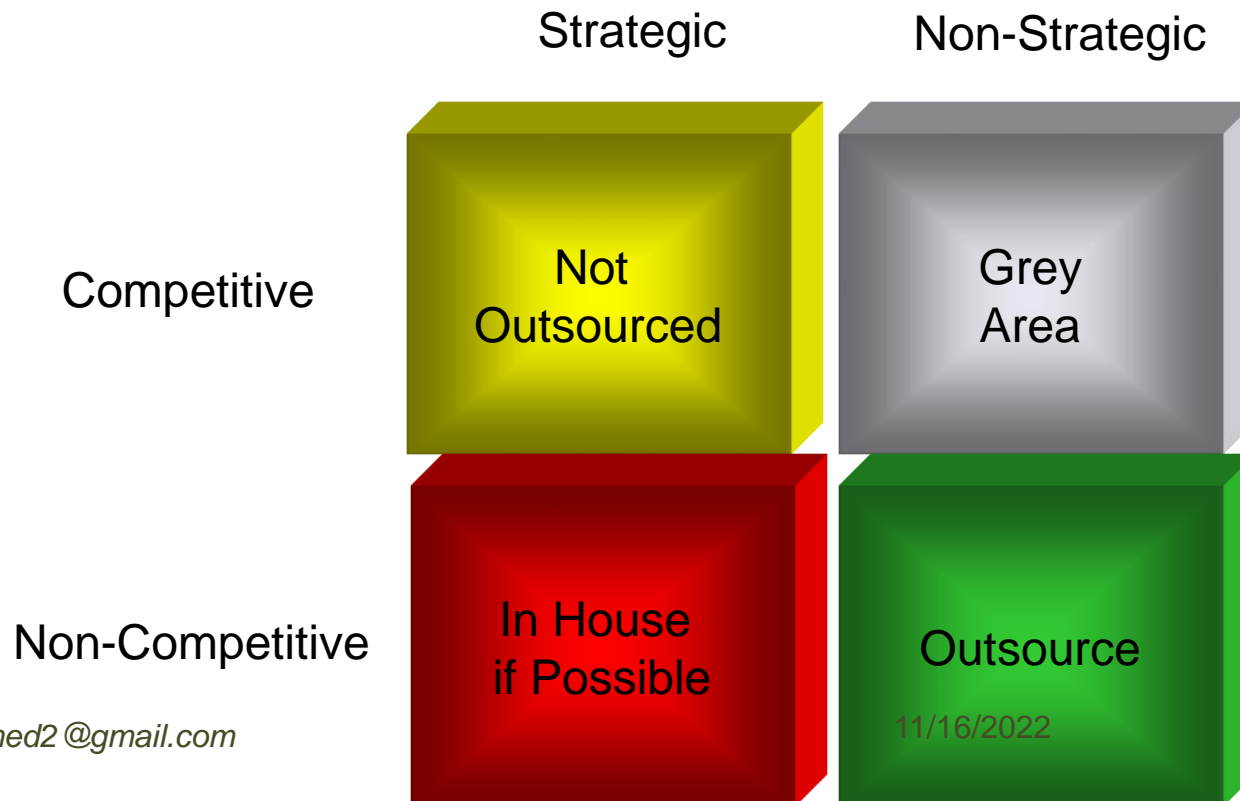 Strategic
Non-Strategic
Competitive
Not
Outsourced
Grey
Area
Non-Competitive
In House
if Possible
Outsource
ned2@gmail.com
11/16/2022